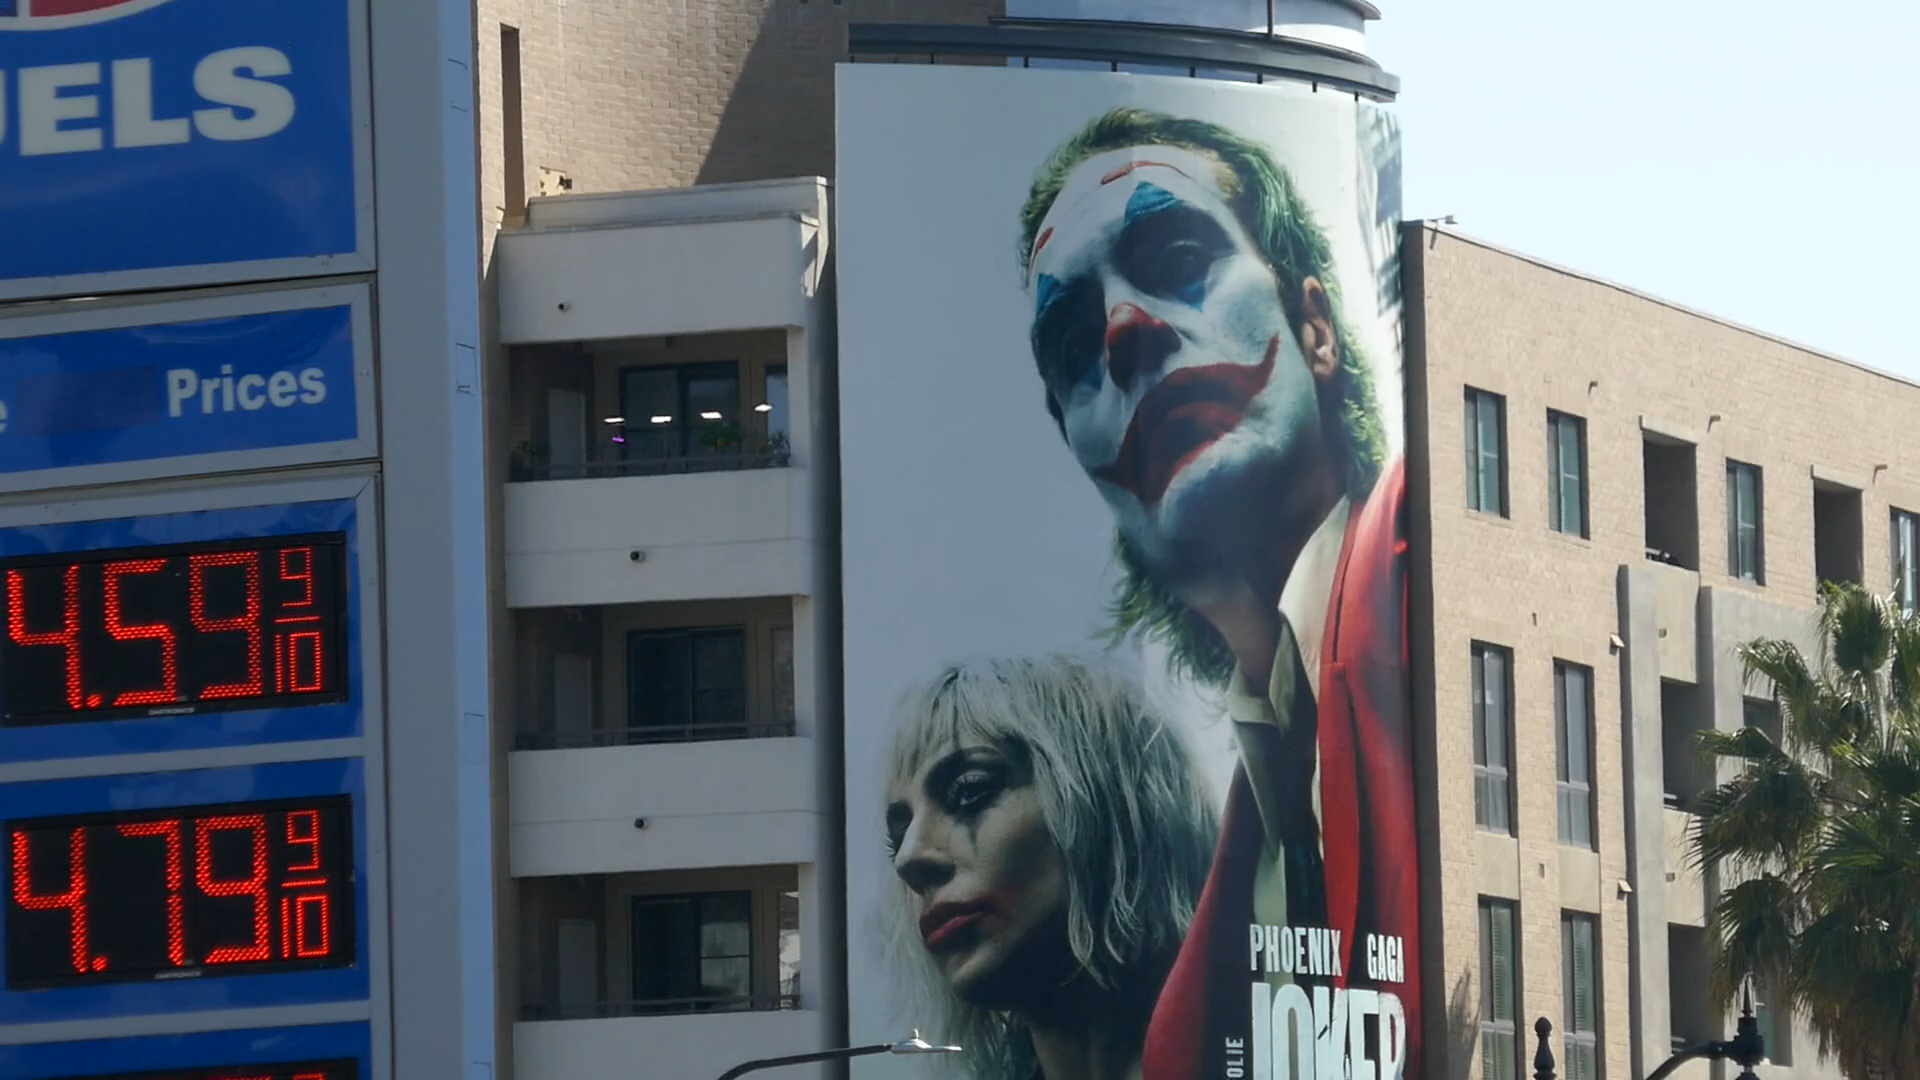 UELS
e Prices
4.59 9/10
4.79 9/10
PHOENIX GAGA
JOKER
OLIE